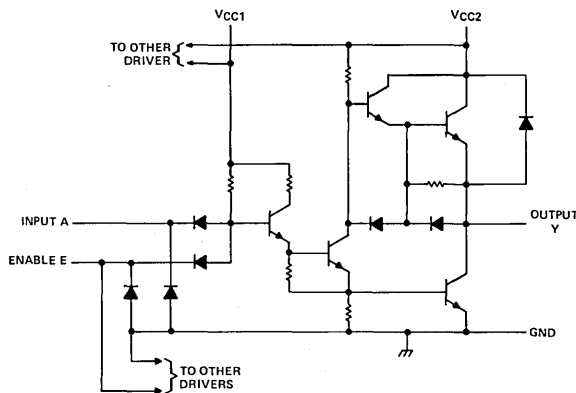 VCC1
VCC2
TO OTHER
DRIVER
INPUT A
OUTPUT
Y
ENABLE E
GND
TO OTHER
DRIVERS